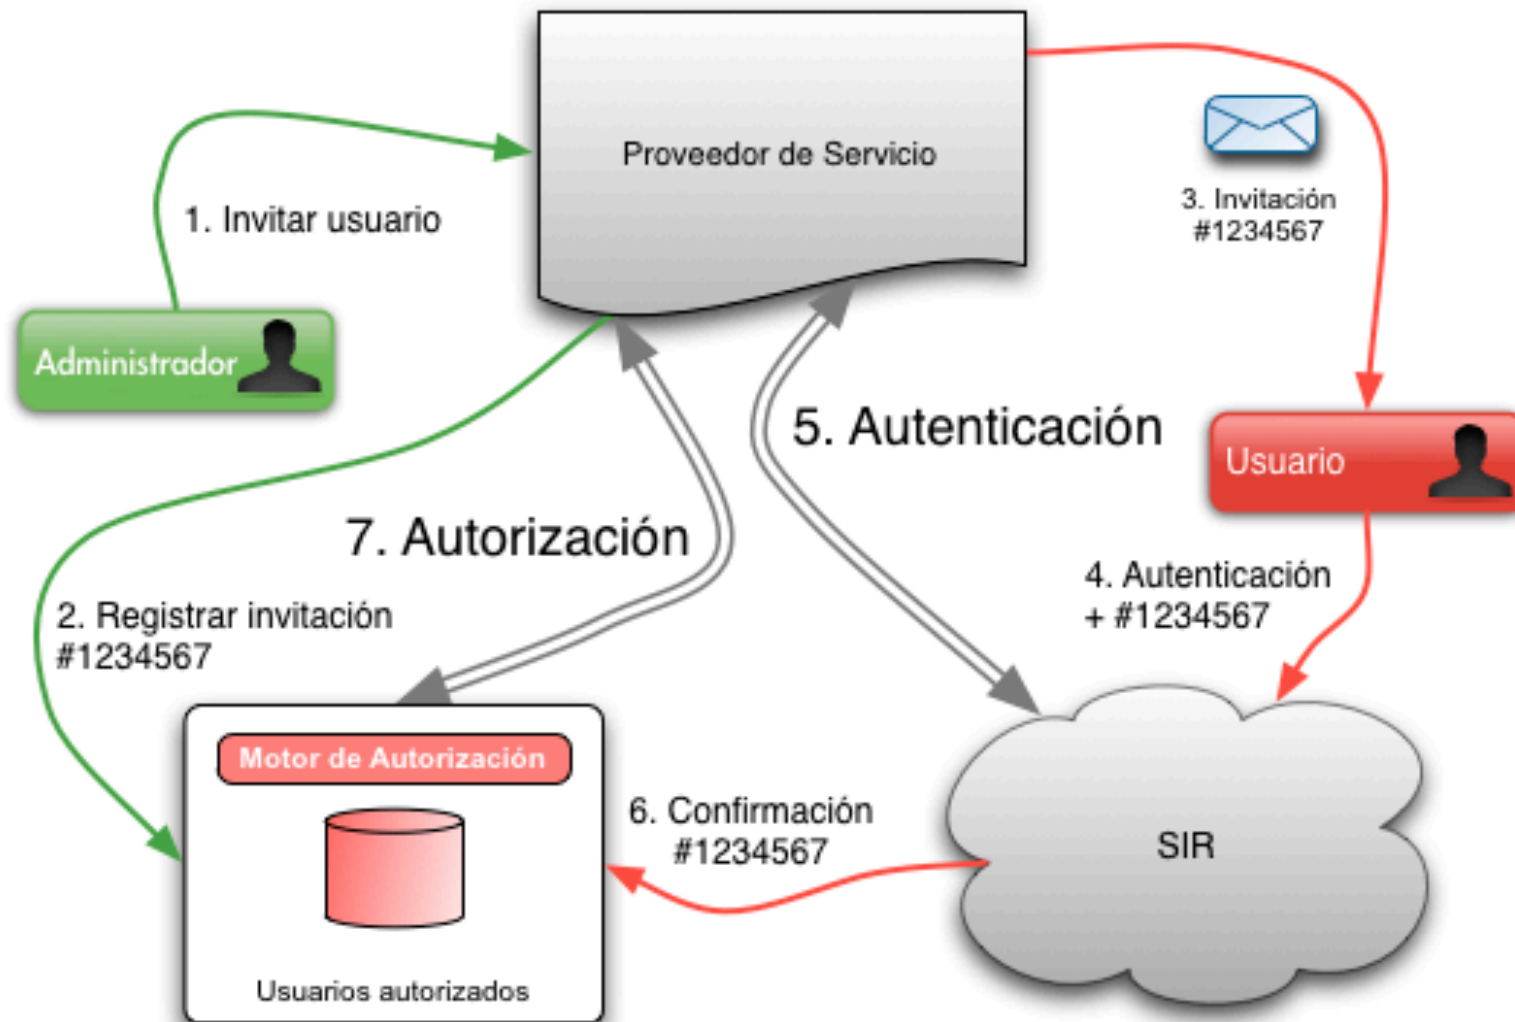 Proveedor de Servicio
3. Invitación
#1234567
1. Invitar usuario
Administrador
5. Autenticación
Usuario
7. Autorización
4. Autenticación
+ #1234567
2. Registrar invitación
#1234567
Motor de Autorización
6. Confirmación
#1234567
SIR
Usuarios autorizados